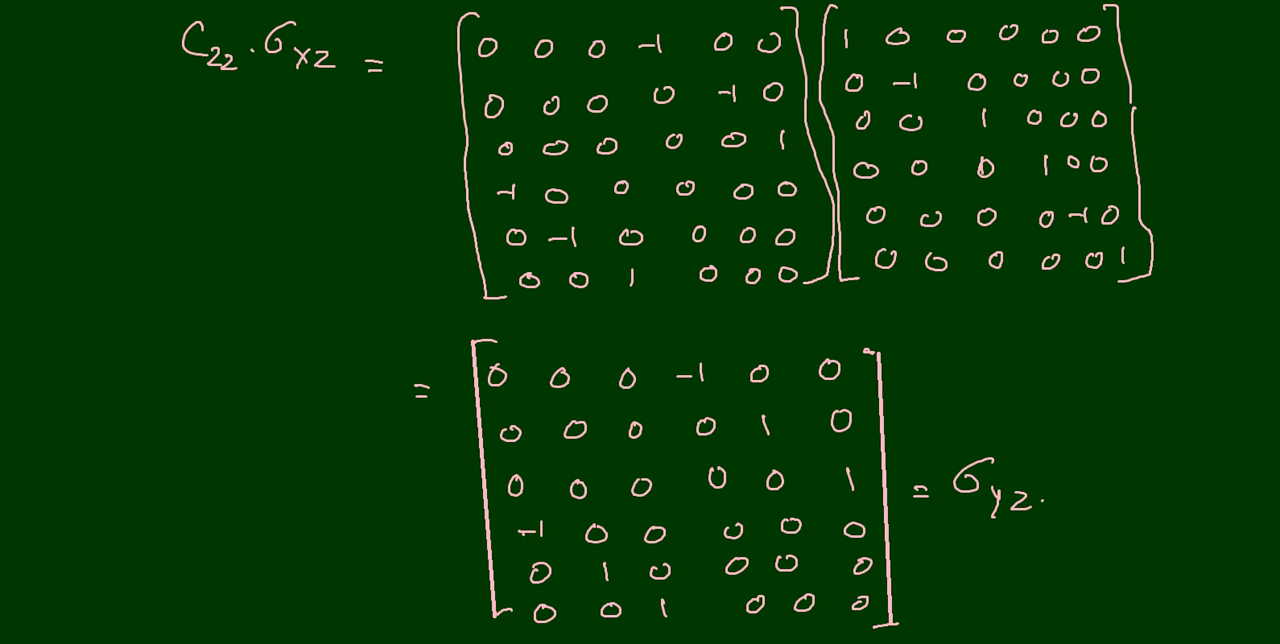 C₂₂ . σxz = [ 0 0 0 -1 0 0 ] [ 1 0 0 0 0 0 ]
0 0 0 0 -1 0 0 -1 0 0 0 0
0 0 0 0 0 1 0 0 1 0 0 0
-1 0 0 0 0 0 0 0 0 1 0 0
0 -1 0 0 0 0 0 0 0 0 -1 0
0 0 1 0 0 0 0 0 0 0 0 1
= [ 0 0 0 -1 0 0 ]
0 0 0 0 1 0
0 0 0 0 0 1 = σyz.
-1 0 0 0 0 0
0 1 0 0 0 0
0 0 1 0 0 0